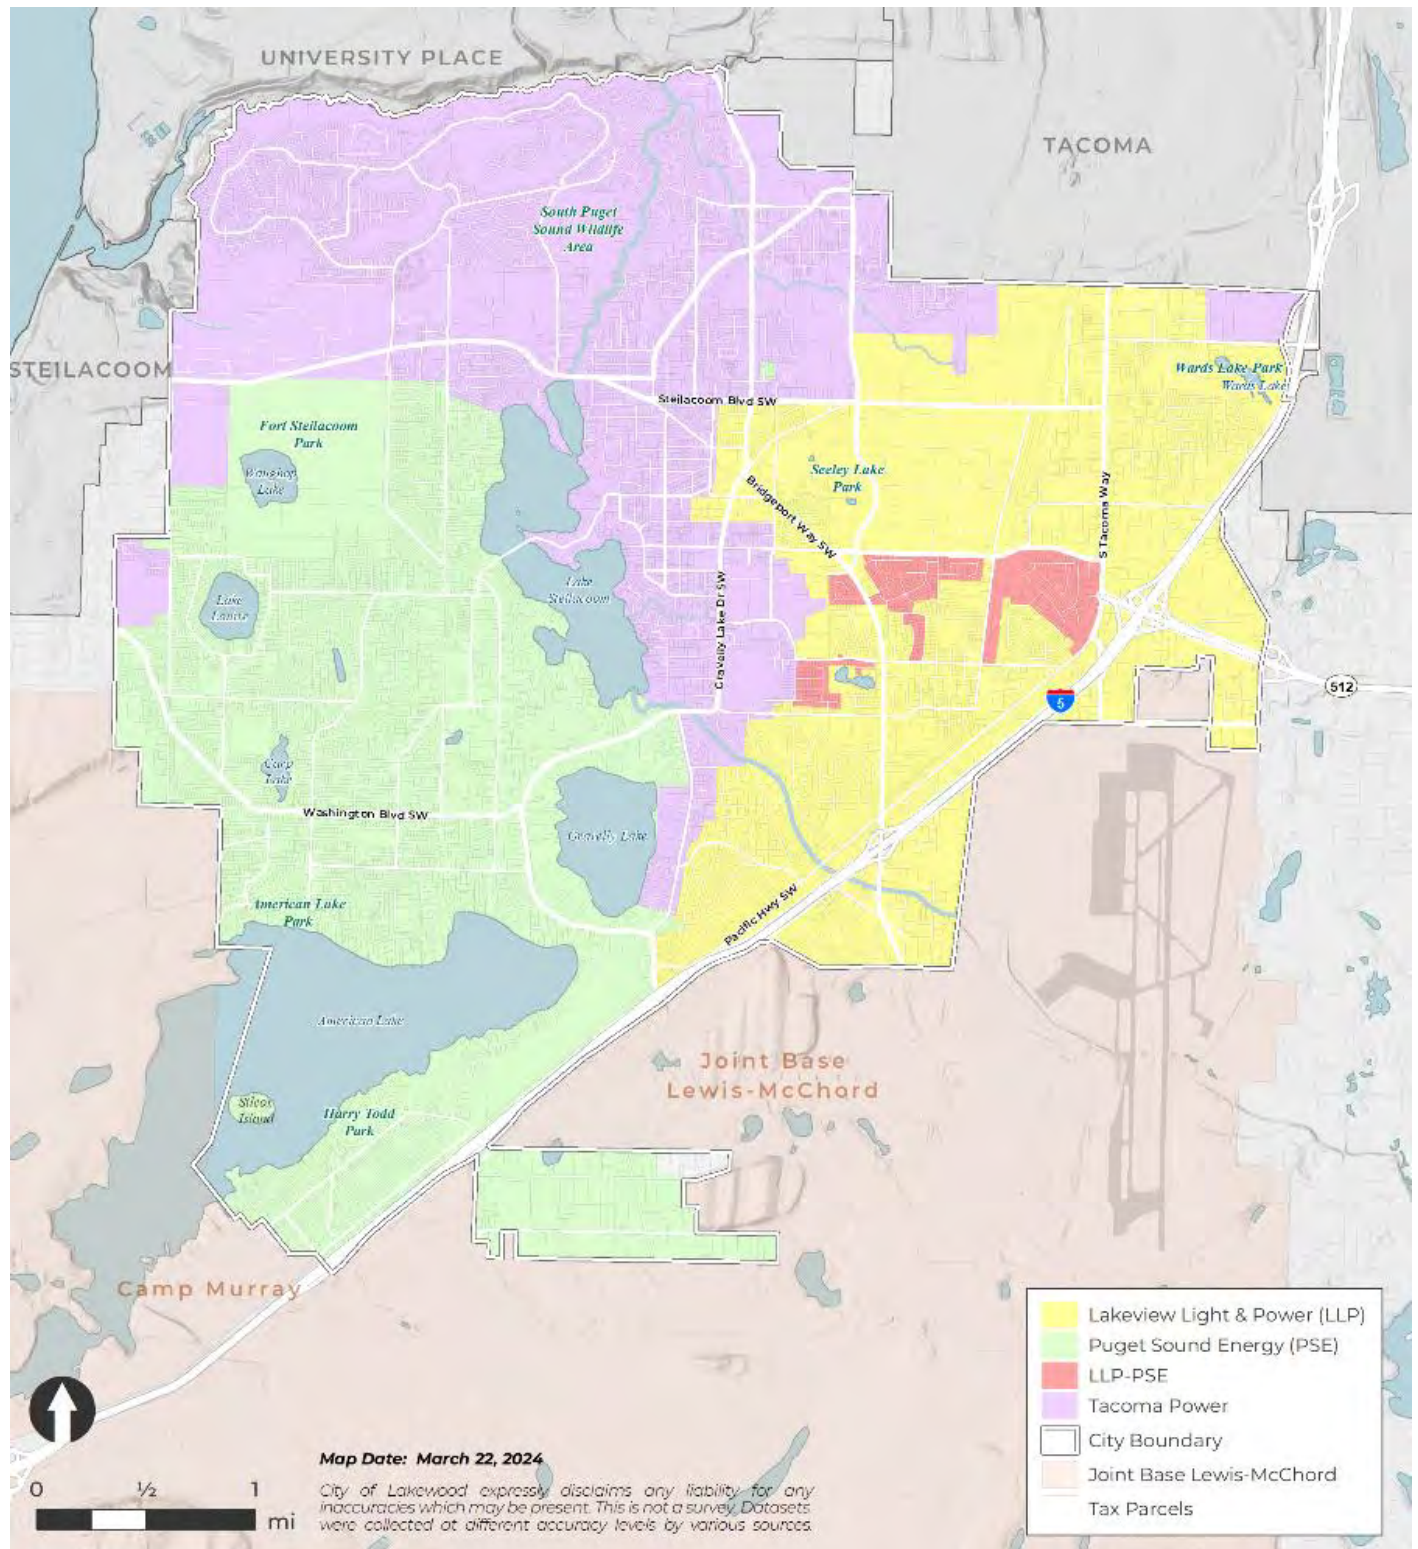 UNIVERSITY PLACE
TACOMA
South Puget
Sound Wildlife
Area
STEILACOOM
Wards Lake Park
Wards Lake
Steilacoom Blvd SW
Fort Steilacoom
Park
Waughop
Lake
Seeley Lake
Park
Bridgeport Way SW
S Tacoma Way
Lake
Steilacoom
Gravelly Lake Dr SW
Lake
Louise
512
5
Carp
Lake
Washington Blvd SW
Gravelly Lake
American Lake
Park
Pacific Hwy SW
American Lake
Joint Base
Lewis-McChord
Silcox
Island
Harry Todd
Park
Camp Murray
Lakeview Light & Power (LLP)
Puget Sound Energy (PSE)
LLP-PSE
Tacoma Power
City Boundary
Joint Base Lewis-McChord
Tax Parcels
Map Date: March 22, 2024
0 ½ 1
mi
City of Lakewood expressly disclaims any liability for any
inaccuracies which may be present. This is not a survey. Datasets
were collected at different accuracy levels by various sources.